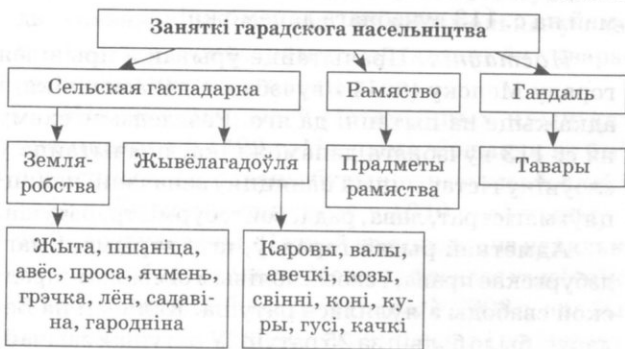 Заняткі гарадскога насельніцтва
Сельская гаспадарка
Рамяство
Гандаль
Земля-
робства
Жывёлагадоўля
Прадметы
рамяства
Тавары
Жыта, пшаніца,
авёс, проса, ячмень,
грэчка, лён, садаві-
на, гародніна
Каровы, валы,
авечкі, козы,
свінні, коні, ку-
ры, гусі, качкі